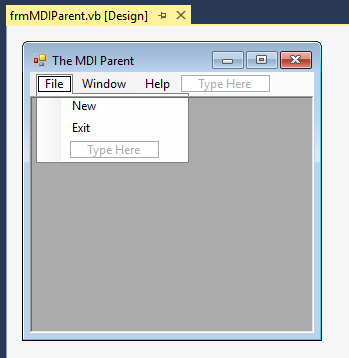 frmMDIParent.vb [Design]
The MDI Parent
File Window Help Type Here
New
Exit
Type Here